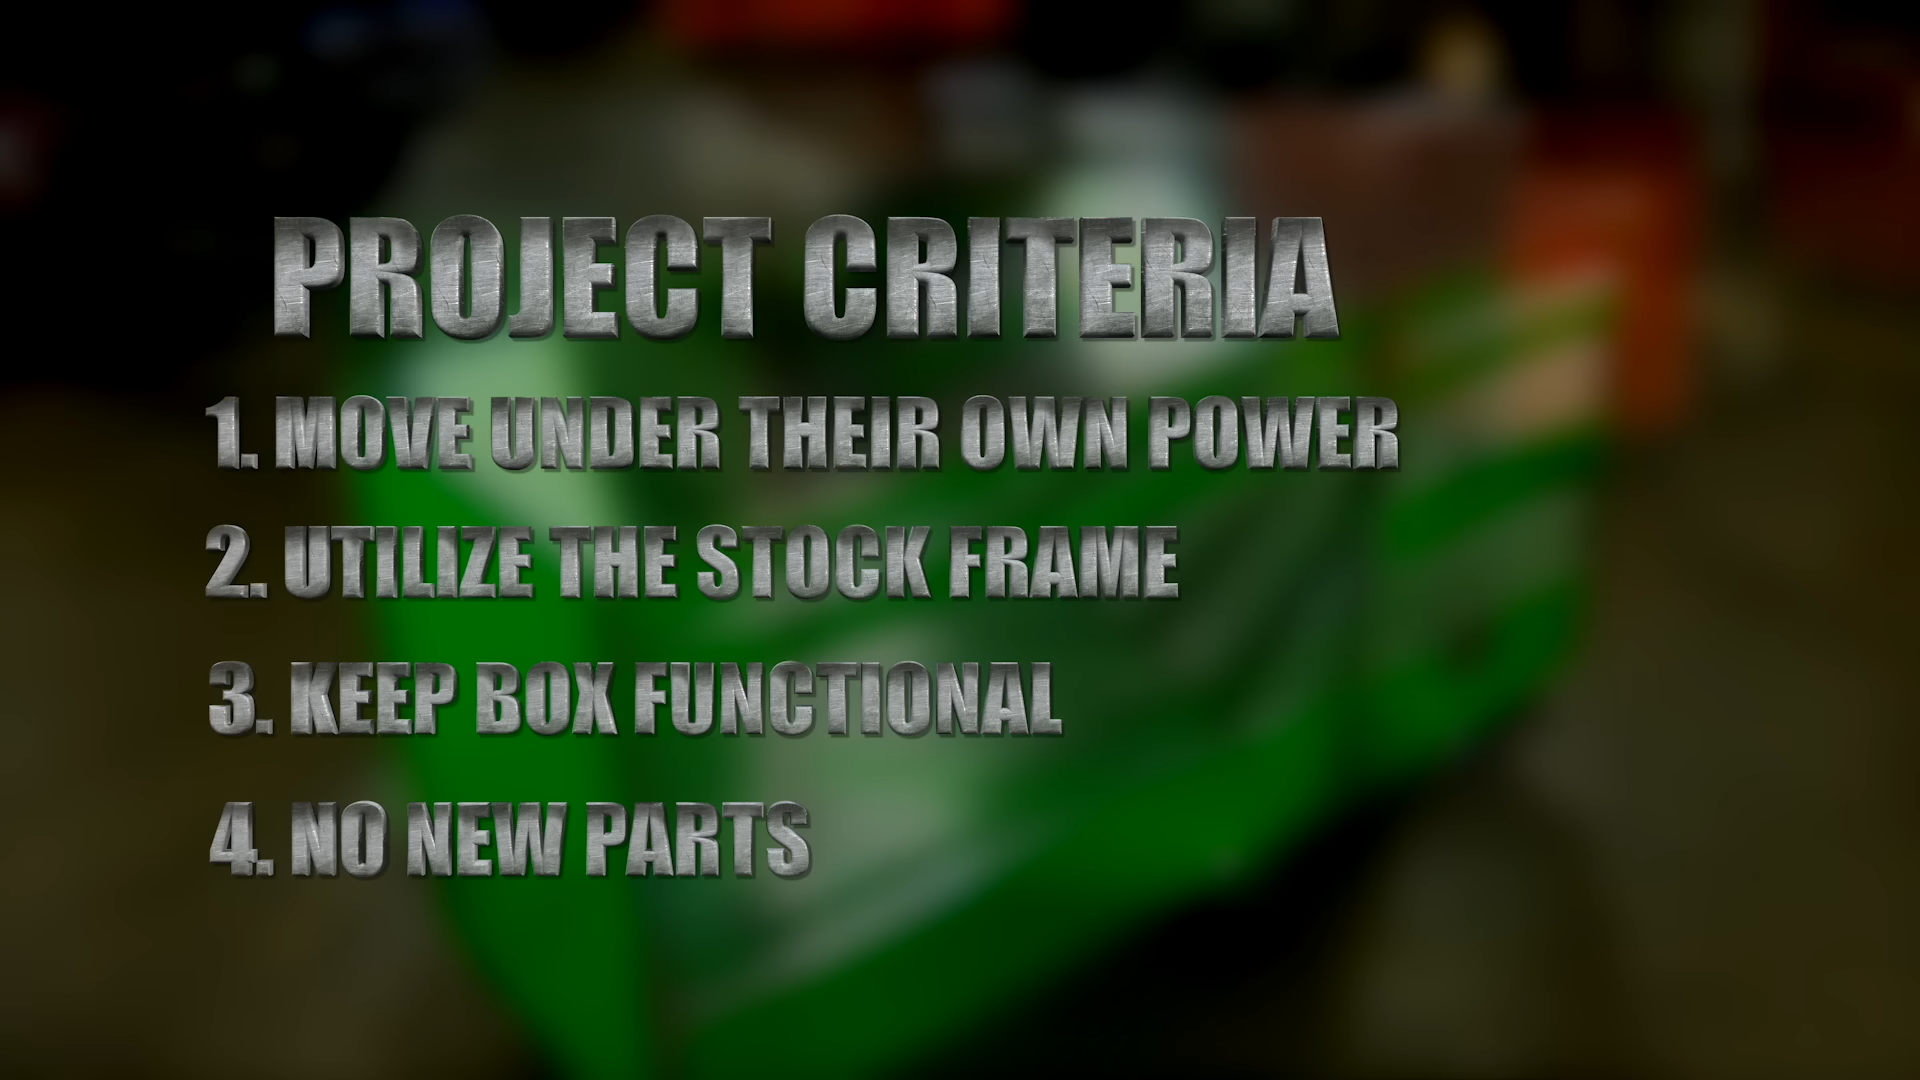 PROJECT CRITERIA
1. MOVE UNDER THEIR OWN POWER
2. UTILIZE THE STOCK FRAME
3. KEEP BOX FUNCTIONAL
4. NO NEW PARTS